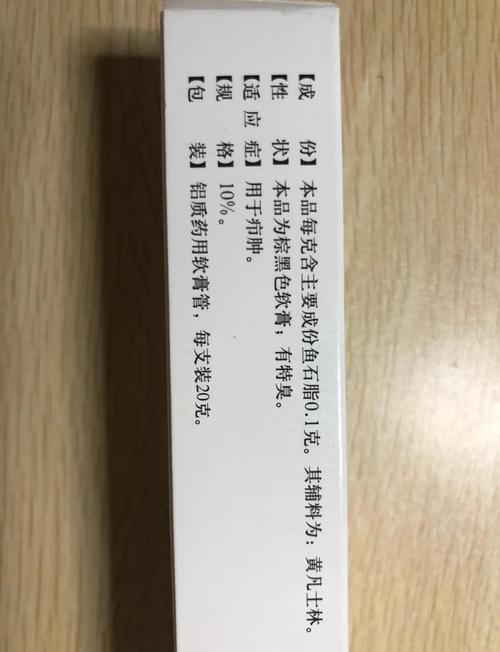 【成　份】本品每克含主要成份鱼石脂0.1克。其辅料为：黄凡士林。
【性　状】本品为棕黑色软膏；有特臭。
【适应症】用于疖肿。
【规　格】10%。
【包　装】铝质药用软膏管，每支装20克。